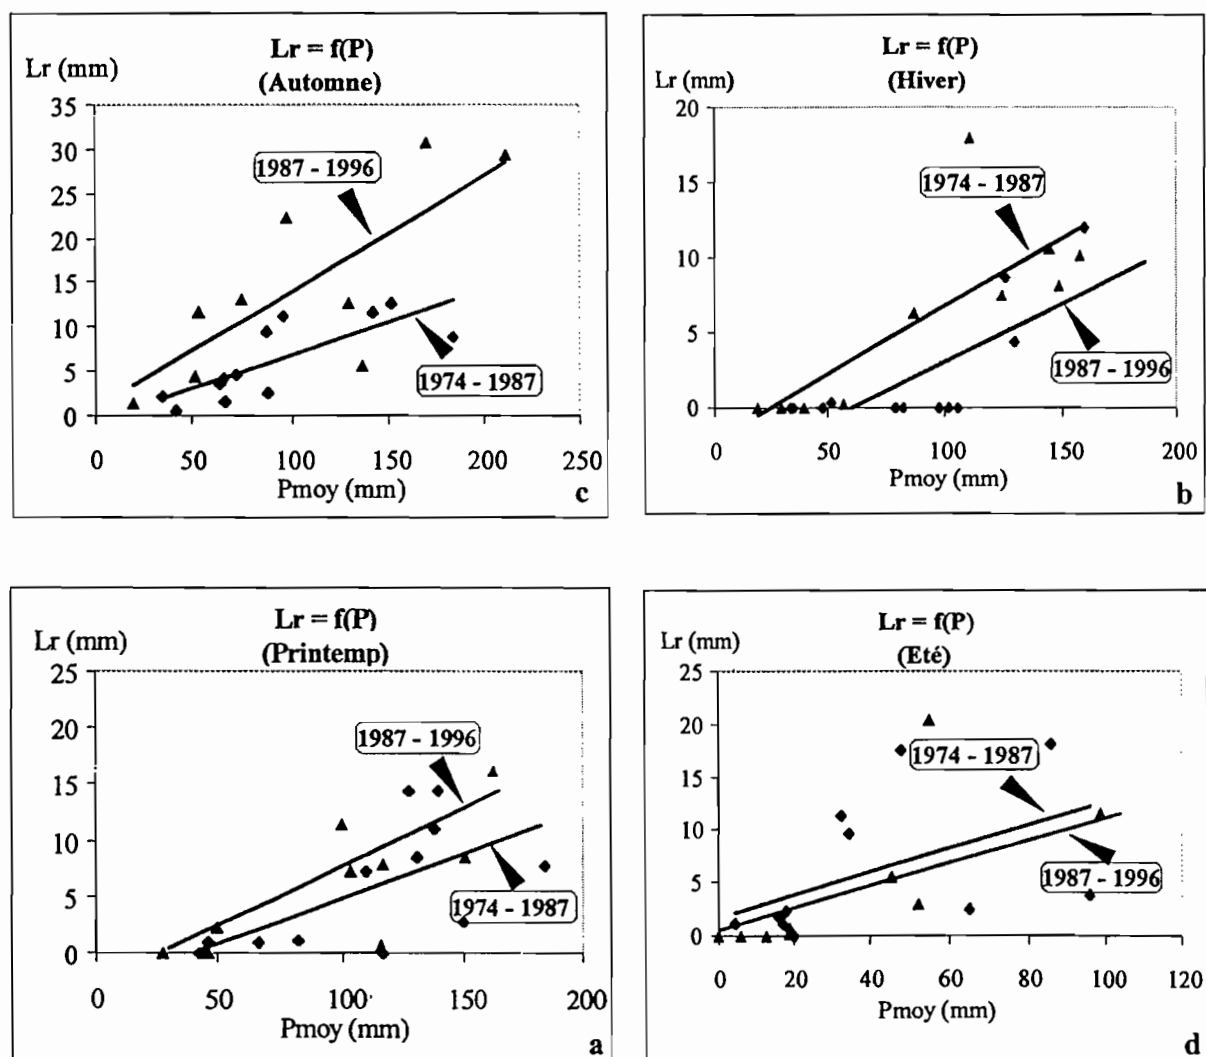 Lr = f(P)
(Automne)
Lr (mm)
35
30
25
20
15
10
5
0
1987 - 1996
1974 - 1987
0 50 100 150 200 250
Pmoy (mm)
c
Lr = f(P)
(Hiver)
Lr (mm)
20
15
10
5
0
1974 - 1987
1987 - 1996
0 50 100 150 200
Pmoy (mm)
b
Lr = f(P)
(Printemp)
Lr (mm)
25
20
15
10
5
0
1987 - 1996
1974 - 1987
0 50 100 150 200
Pmoy (mm)
a
Lr = f(P)
(Eté)
Lr (mm)
25
20
15
10
5
0
1974 - 1987
1987 - 1996
0 20 40 60 80 100 120
Pmoy (mm)
d